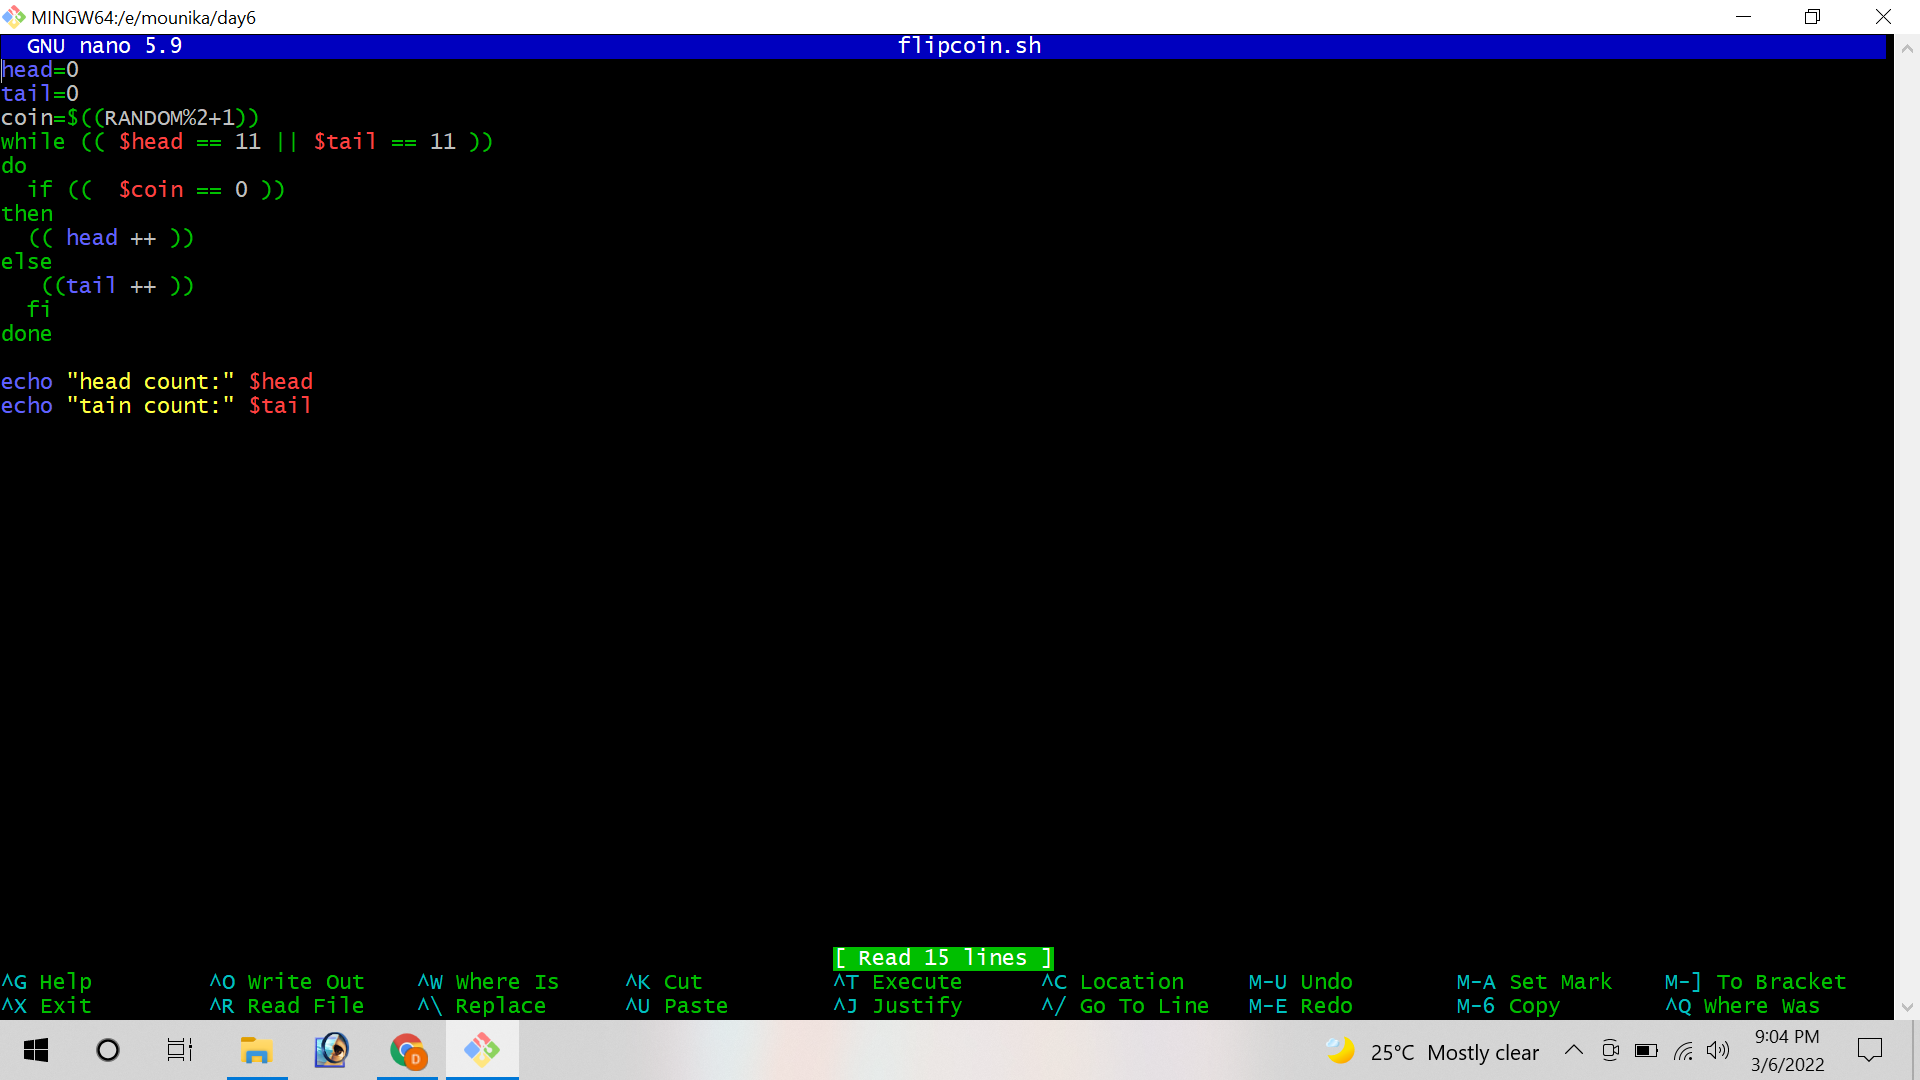 MINGW64:/e/mounika/day6
GNU nano 5.9 flipcoin.sh
head=0
tail=0
coin=$((RANDOM%2+1))
while (( $head == 11 || $tail == 11 ))
do
  if ((  $coin == 0 ))
then
  (( head ++ ))
else
   ((tail ++ ))
  fi
done

echo "head count:" $head
echo "tain count:" $tail
[ Read 15 lines ]
^G Help ^O Write Out ^W Where Is ^K Cut ^T Execute ^C Location M-U Undo M-A Set Mark M-] To Bracket
^X Exit ^R Read File ^\ Replace ^U Paste ^J Justify ^/ Go To Line M-E Redo M-6 Copy ^Q Where Was
D
25°C Mostly clear
9:04 PM
3/6/2022